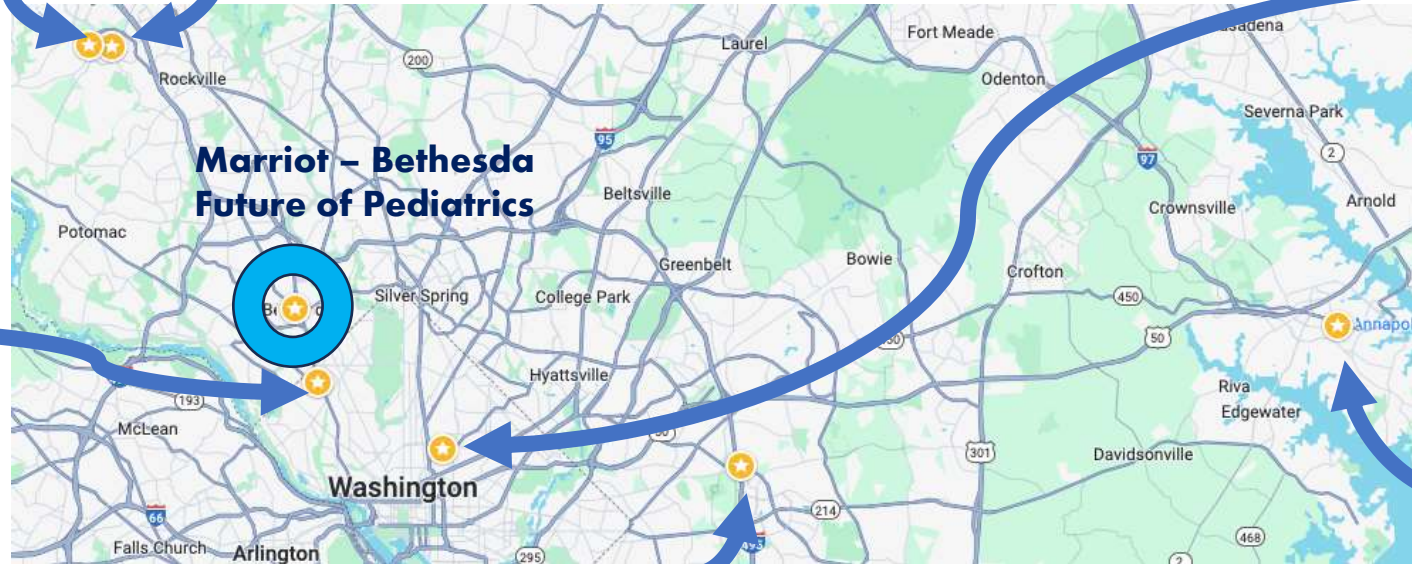 Fort Meade
Pasadena
Laurel
200
Rockville
Odenton
Severna Park
95
97
2
Marriot – Bethesda
Future of Pediatrics
Beltsville
Arnold
Crownsville
Potomac
Greenbelt
Bowie
Crofton
Silver Spring
College Park
450
50
Riva
Edgewater
Hyattsville
193
McLean
301
Davidsonville
Washington
214
66
Falls Church
Arlington
295
495
468
2